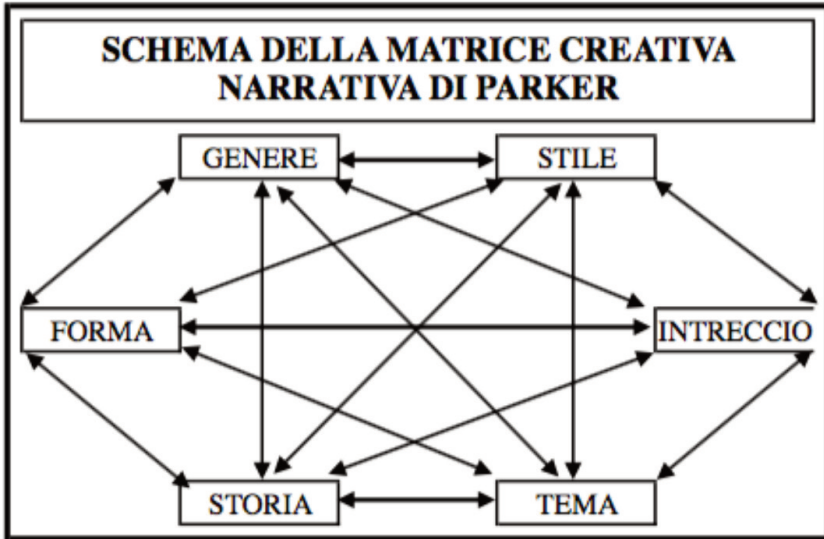 SCHEMA DELLA MATRICE CREATIVA
NARRATIVA DI PARKER
GENERE
STILE
FORMA
INTRECCIO
STORIA
TEMA